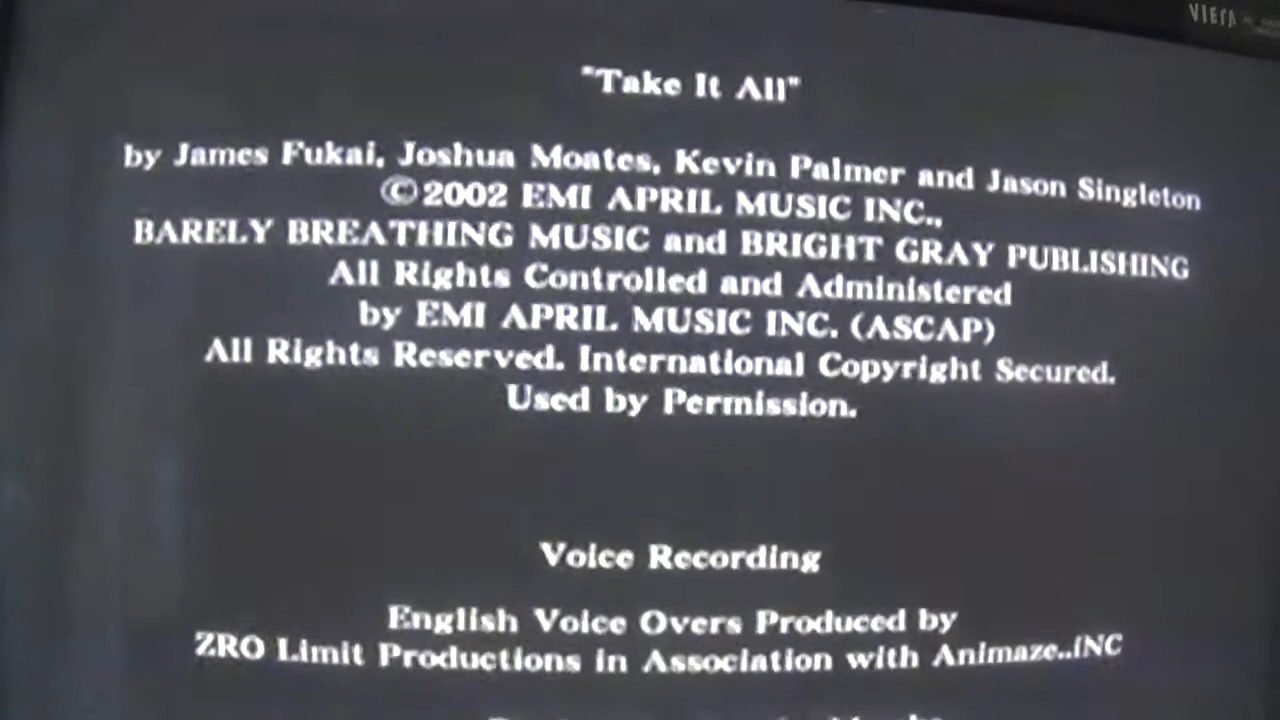 VIERA
"Take It All"
by James Fukai, Joshua Moates, Kevin Palmer and Jason Singleton
©2002 EMI APRIL MUSIC INC.,
BARELY BREATHING MUSIC and BRIGHT GRAY PUBLISHING
All Rights Controlled and Administered
by EMI APRIL MUSIC INC. (ASCAP)
All Rights Reserved. International Copyright Secured.
Used by Permission.
Voice Recording
English Voice Overs Produced by
ZRO Limit Productions in Association with Animaze..iNC